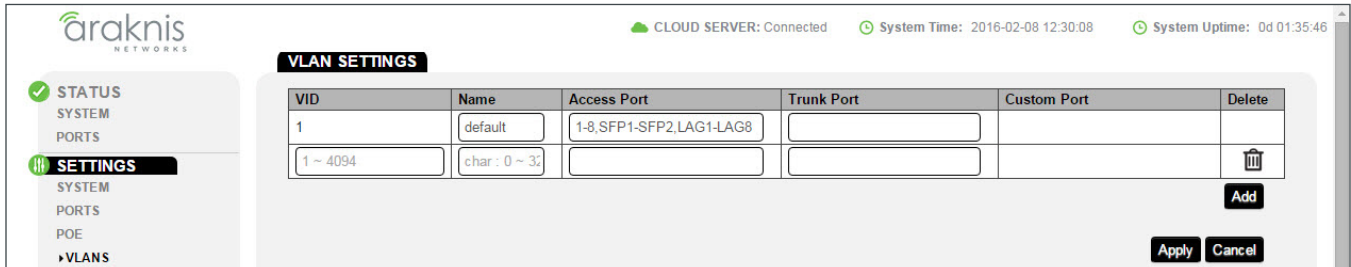 araknis
NETWORKS
CLOUD SERVER: Connected System Time: 2016-02-08 12:30:08 System Uptime: 0d 01:35:46
VLAN SETTINGS
STATUS
SYSTEM
PORTS
SETTINGS
SYSTEM
PORTS
POE
VLANS
VID Name Access Port Trunk Port Custom Port Delete
1 default 1-8,SFP1-SFP2,LAG1-LAG8
1 ~ 4094 char : 0 ~ 32
Add
Apply Cancel